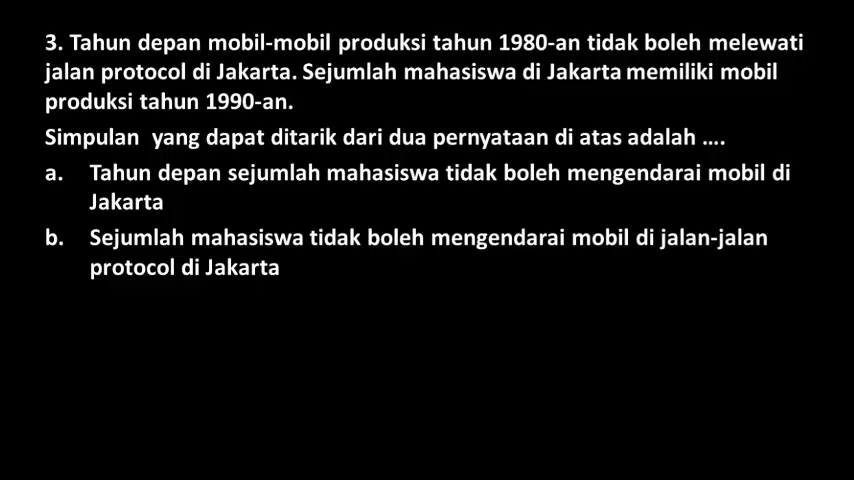 3. Tahun depan mobil-mobil produksi tahun 1980-an tidak boleh melewati
jalan protocol di Jakarta. Sejumlah mahasiswa di Jakarta memiliki mobil
produksi tahun 1990-an.
Simpulan yang dapat ditarik dari dua pernyataan di atas adalah ....
a. Tahun depan sejumlah mahasiswa tidak boleh mengendarai mobil di
Jakarta
b. Sejumlah mahasiswa tidak boleh mengendarai mobil di jalan-jalan
protocol di Jakarta